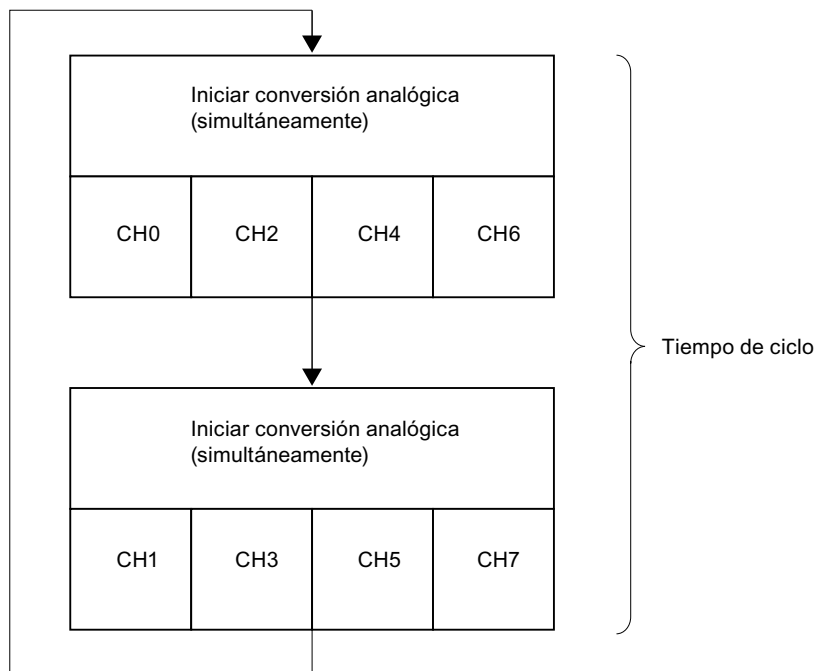 Iniciar conversión analógica
(simultáneamente)
CH0 CH2 CH4 CH6
Tiempo de ciclo
Iniciar conversión analógica
(simultáneamente)
CH1 CH3 CH5 CH7